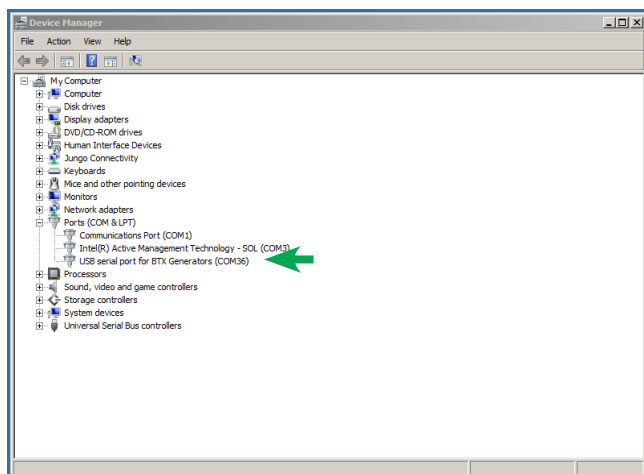 Device Manager
File Action View Help
My Computer
Computer
Disk drives
Display adapters
DVD/CD-ROM drives
Human Interface Devices
Jungo Connectivity
Keyboards
Mice and other pointing devices
Monitors
Network adapters
Ports (COM & LPT)
Communications Port (COM1)
Intel(R) Active Management Technology - SOL (COM3)
USB serial port for BTX Generators (COM36)
Processors
Sound, video and game controllers
Storage controllers
System devices
Universal Serial Bus controllers